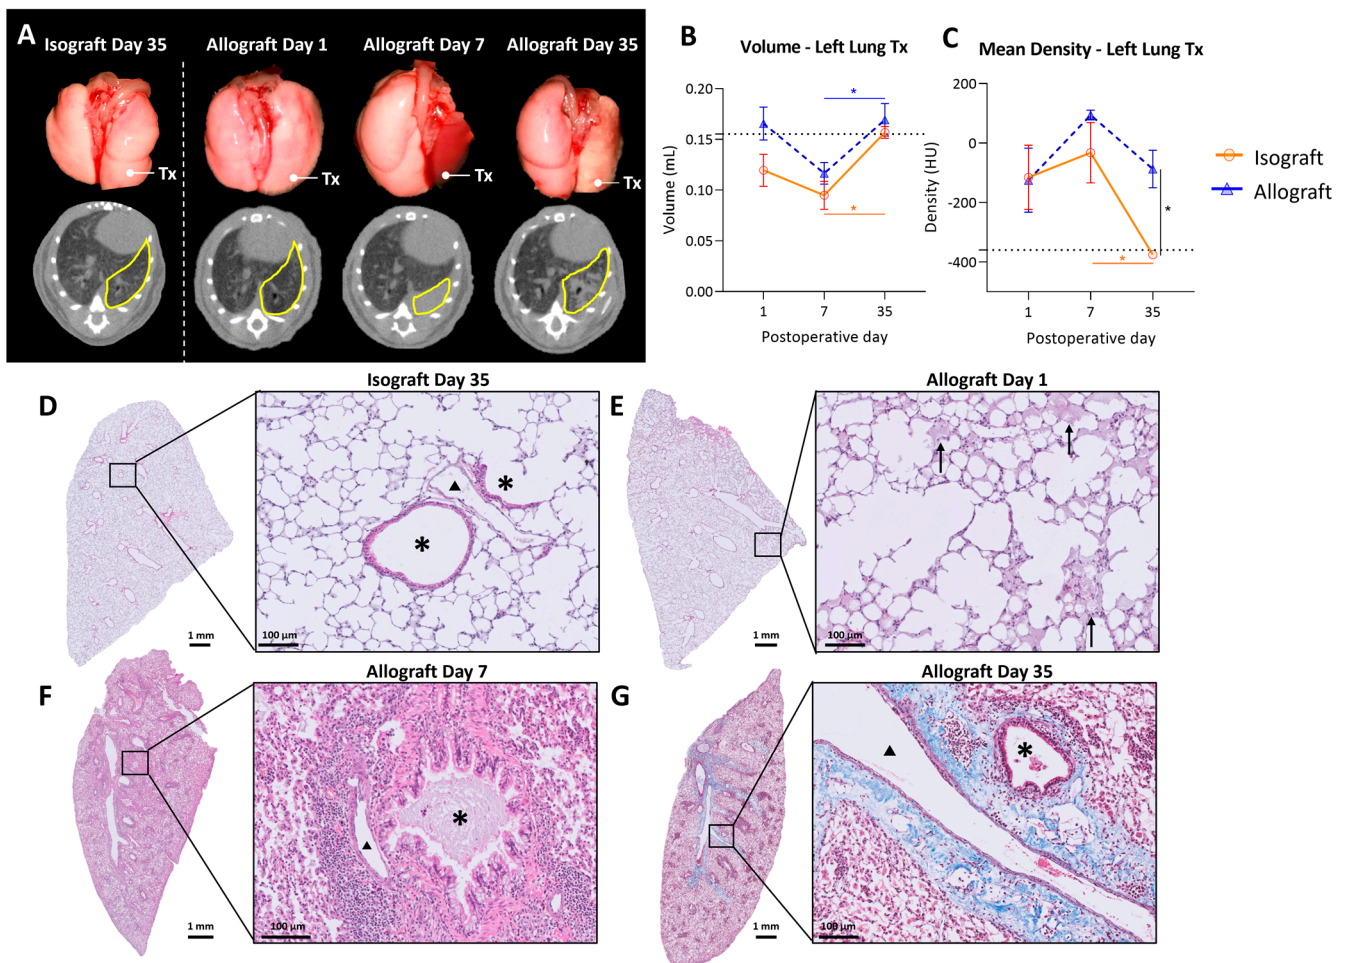 A
Isograft Day 35
Allograft Day 1
Allograft Day 7
Allograft Day 35
Tx
Tx
Tx
Tx
B
Volume - Left Lung Tx
0.20
0.15
0.10
0.05
0.00
Volume (mL)
*
*
1
7
35
Postoperative day
C
Mean Density - Left Lung Tx
200
0
-200
-400
Density (HU)
*
*
1
7
35
Postoperative day
Isograft
Allograft
D
Isograft Day 35
*
*
1 mm
100 µm
E
Allograft Day 1
1 mm
100 µm
F
Allograft Day 7
*
1 mm
100 µm
G
Allograft Day 35
*
1 mm
100 µm